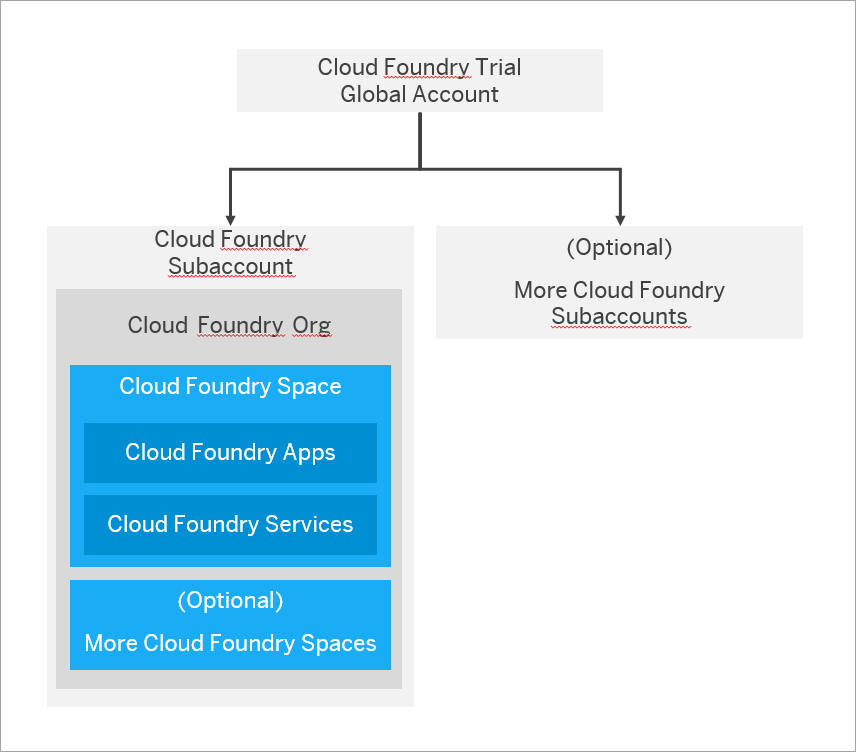 Cloud Foundry Trial
Global Account
Cloud Foundry
Subaccount
Cloud Foundry Org
Cloud Foundry Space
Cloud Foundry Apps
Cloud Foundry Services
(Optional)
More Cloud Foundry Spaces
(Optional)
More Cloud Foundry
Subaccounts